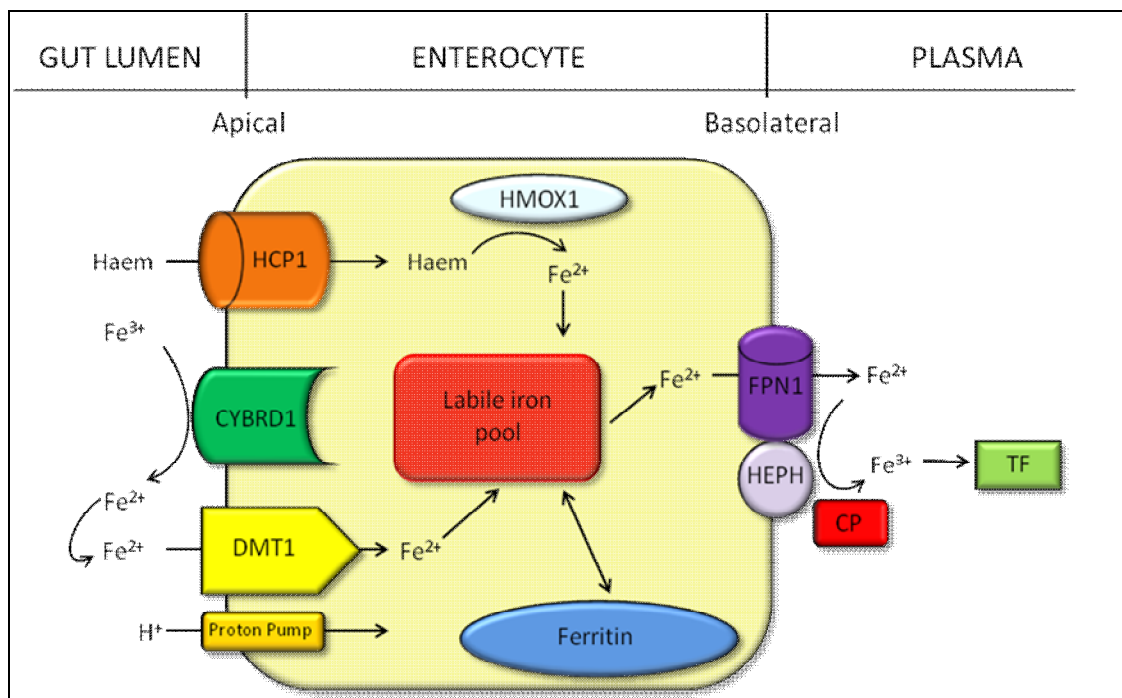 GUT LUMEN
ENTEROCYTE
PLASMA
Apical
Basolateral
HMOX1
Haem
HCP1
Haem
Fe²⁺
Fe³⁺
CYBRD1
Labile iron
pool
Fe²⁺
FPN1
Fe²⁺
HEPH
Fe³⁺
TF
CP
Fe²⁺
Fe²⁺
DMT1
Fe²⁺
H⁺
Proton Pump
Ferritin